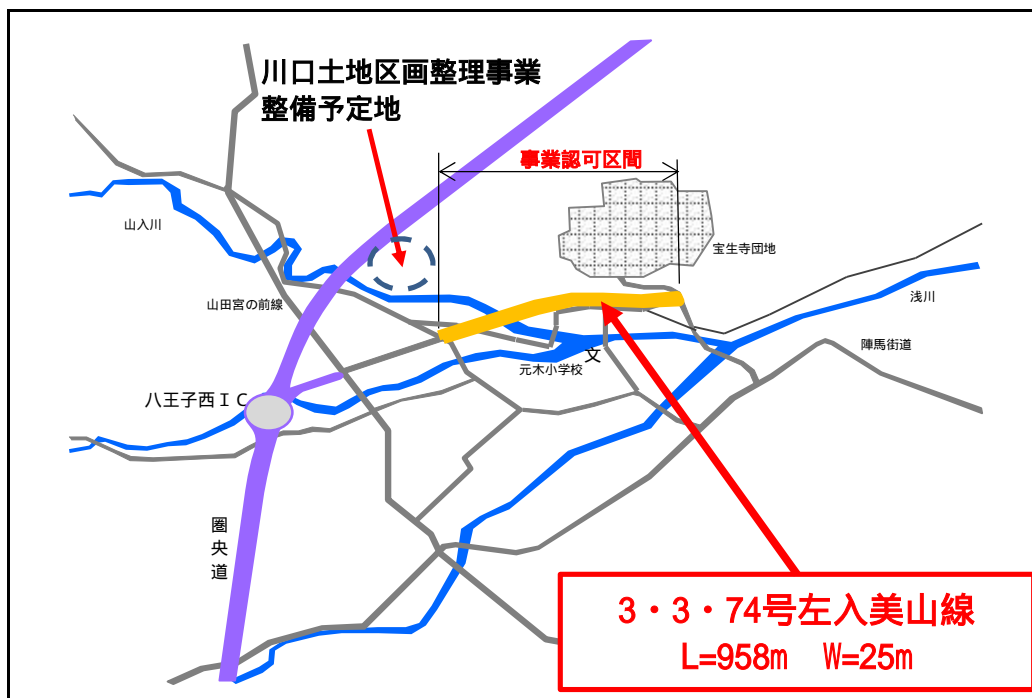 川口土地区画整理事業
整備予定地
事業認可区間
山入川
宝生寺団地
浅川
山田宮の前線
陣馬街道
文
元木小学校
八王子西ＩＣ
圏央道
3・3・74号左入美山線
L=958m　W=25m